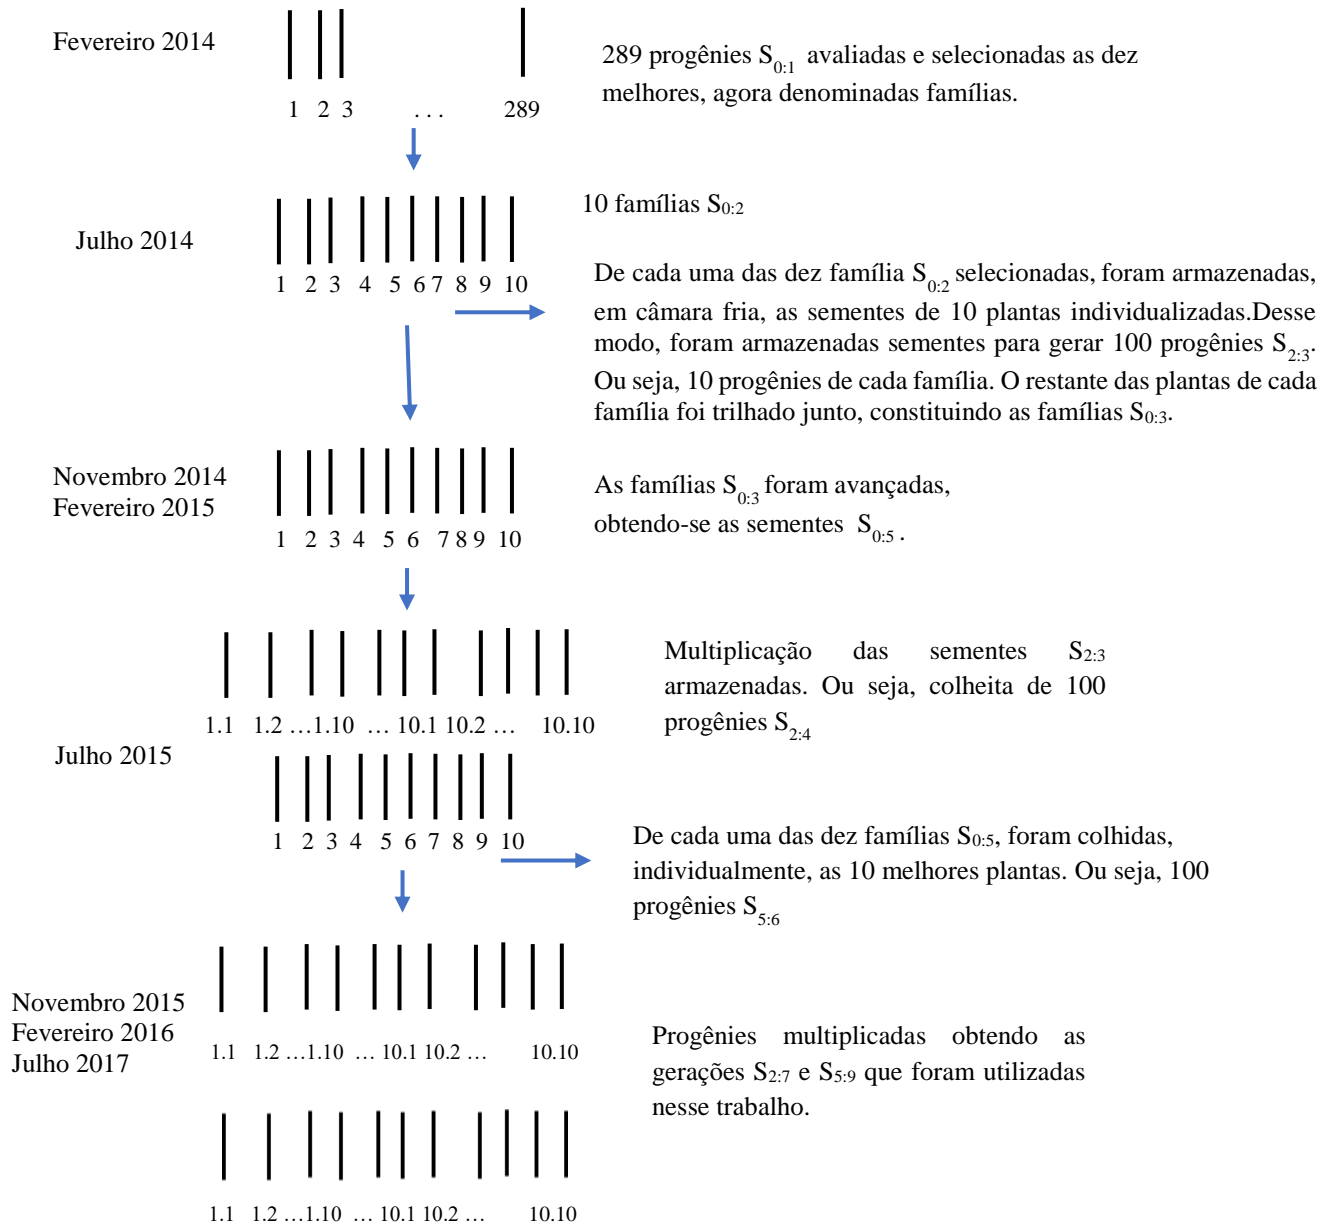 Fevereiro 2014
289 progênies S0:1 avaliadas e selecionadas as dez
melhores, agora denominadas famílias.
1 2 3 . . . 289
10 famílias S0:2
Julho 2014
1 2 3 4 5 6 7 8 9 10
De cada uma das dez família S0:2 selecionadas, foram armazenadas,
em câmara fria, as sementes de 10 plantas individualizadas.Desse
modo, foram armazenadas sementes para gerar 100 progênies S2:3.
Ou seja, 10 progênies de cada família. O restante das plantas de cada
família foi trilhado junto, constituindo as famílias S0:3.
Novembro 2014
Fevereiro 2015
As famílias S0:3 foram avançadas,
obtendo-se as sementes S0:5 .
1 2 3 4 5 6 7 8 9 10
Multiplicação das sementes S2:3
armazenadas. Ou seja, colheita de 100
progênies S2:4
1.1 1.2 …1.10 … 10.1 10.2 … 10.10
Julho 2015
1 2 3 4 5 6 7 8 9 10
De cada uma das dez famílias S0:5, foram colhidas,
individualmente, as 10 melhores plantas. Ou seja, 100
progênies S5:6
Novembro 2015
Fevereiro 2016
Julho 2017
1.1 1.2 …1.10 … 10.1 10.2 … 10.10
Progênies multiplicadas obtendo as
gerações S2:7 e S5:9 que foram utilizadas
nesse trabalho.
1.1 1.2 …1.10 … 10.1 10.2 … 10.10